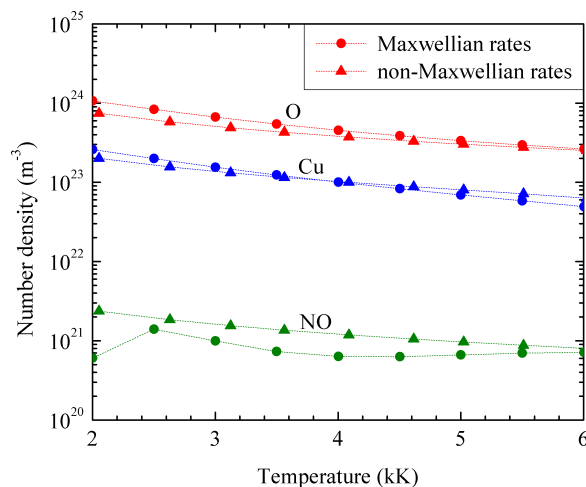 10^25
10^24
10^23
10^22
10^21
10^20
Number density (m^-3)
Maxwellian rates
non-Maxwellian rates
O
Cu
NO
2 3 4 5 6
Temperature (kK)